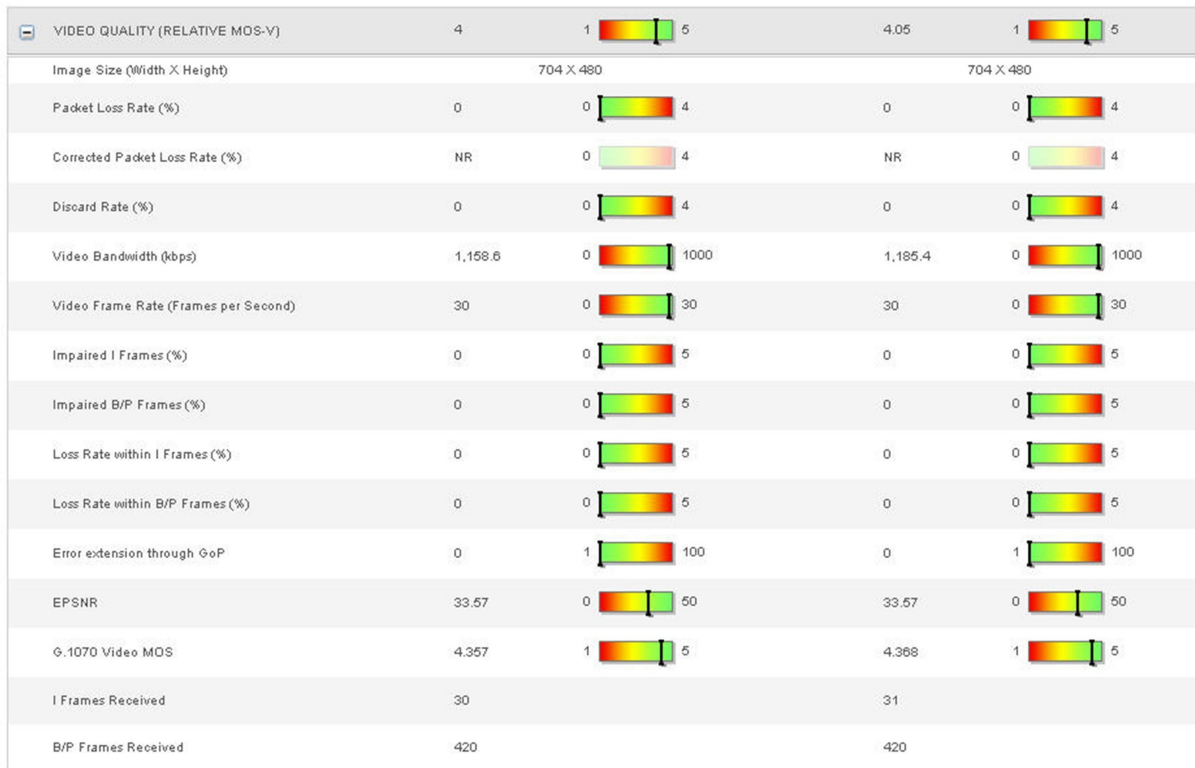 VIDEO QUALITY (RELATIVE MOS-V) 4 1 5 4.05 1 5
Image Size (Width X Height) 704 X 480 704 X 480
Packet Loss Rate (%) 0 0 4 0 0 4
Corrected Packet Loss Rate (%) NR 0 4 NR 0 4
Discard Rate (%) 0 0 4 0 0 4
Video Bandwidth (kbps) 1,158.6 0 1000 1,185.4 0 1000
Video Frame Rate (Frames per Second) 30 0 30 30 0 30
Impaired I Frames (%) 0 0 5 0 0 5
Impaired B/P Frames (%) 0 0 5 0 0 5
Loss Rate within I Frames (%) 0 0 5 0 0 5
Loss Rate within B/P Frames (%) 0 0 5 0 0 5
Error extension through GoP 0 1 100 0 1 100
EPSNR 33.57 0 50 33.57 0 50
G.1070 Video MOS 4.357 1 5 4.368 1 5
I Frames Received 30 31
B/P Frames Received 420 420